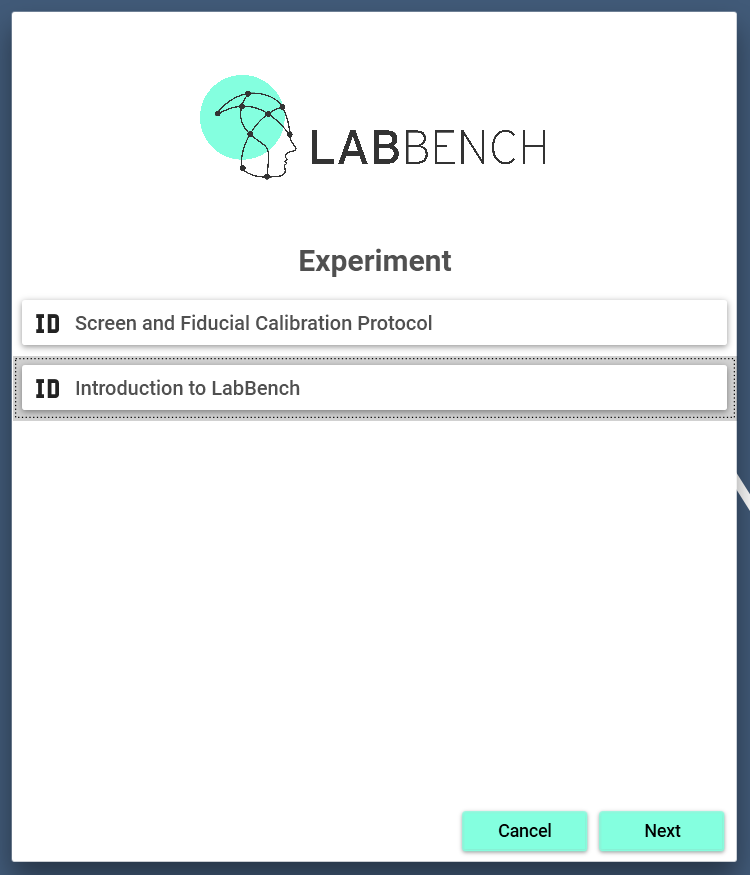 LABBENCH
Experiment
ID Screen and Fiducial Calibration Protocol
ID Introduction to LabBench
Cancel Next